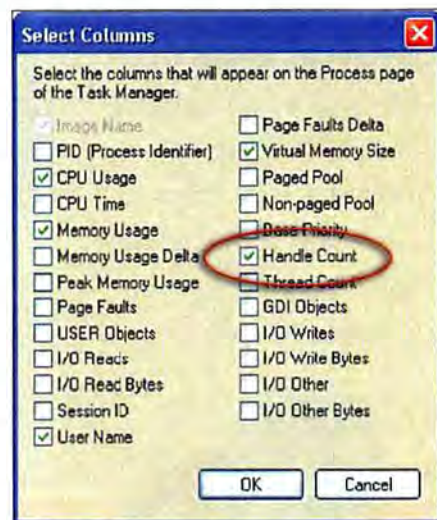 Select Columns
Select the columns that will appear on the Process page
of the Task Manager.
Image Name
PID (Process Identifier)
CPU Usage
CPU Time
Memory Usage
Memory Usage Delta
Peak Memory Usage
Page Faults
USER Objects
I/O Reads
I/O Read Bytes
Session ID
User Name
Page Faults Delta
Virtual Memory Size
Paged Pool
Non-paged Pool
Base Priority
Handle Count
Thread Count
GDI Objects
I/O Writes
I/O Write Bytes
I/O Other
I/O Other Bytes
OK
Cancel